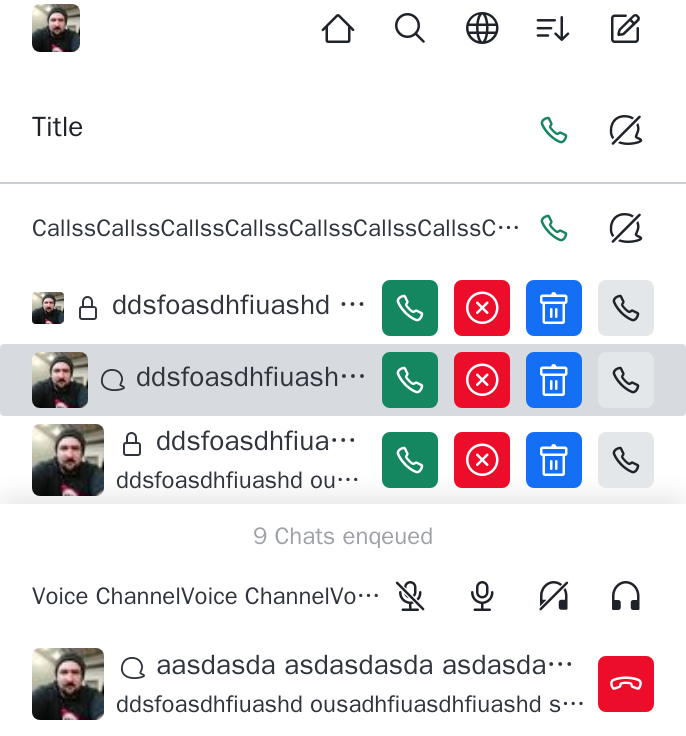 Title
CallssCallssCallssCallssCallssCallssCallssC···
ddsfoasdhfiuashd ···
ddsfoasdhfiuash···
ddsfoasdhfiua···
ddsfoasdhfiuashd ou···
9 Chats enqeued
Voice ChannelVoice ChannelVo···
aasdasda asdasdasda asdasda···
ddsfoasdhfiuashd ousadhfiuasdhfiuashd s···